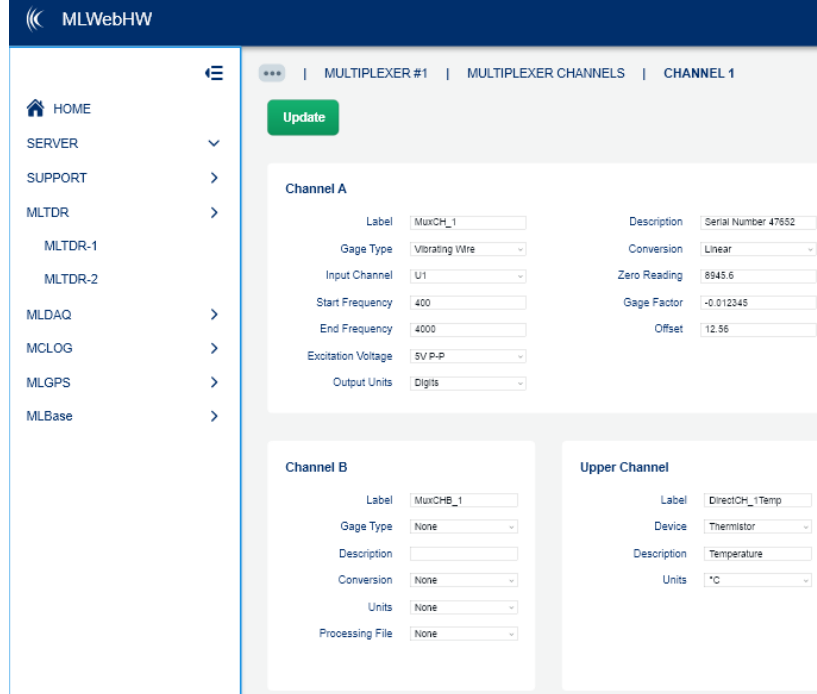 MLWebHW
HOME
SERVER
SUPPORT
MLTDR
MLTDR-1
MLTDR-2
MLDAQ
MCLOG
MLGPS
MLBase
••• | MULTIPLEXER #1 | MULTIPLEXER CHANNELS | CHANNEL 1
Update
Channel A
Label MuxCH_1
Gage Type Vibrating Wire
Input Channel U1
Start Frequency 400
End Frequency 4000
Excitation Voltage 5V P-P
Output Units Digits
Description Serial Number 47652
Conversion Linear
Zero Reading 8945.6
Gage Factor -0.012345
Offset 12.56
Channel B
Label MuxCHB_1
Gage Type None
Description
Conversion None
Units None
Processing File None
Upper Channel
Label DirectCH_1Temp
Device Thermistor
Description Temperature
Units °C